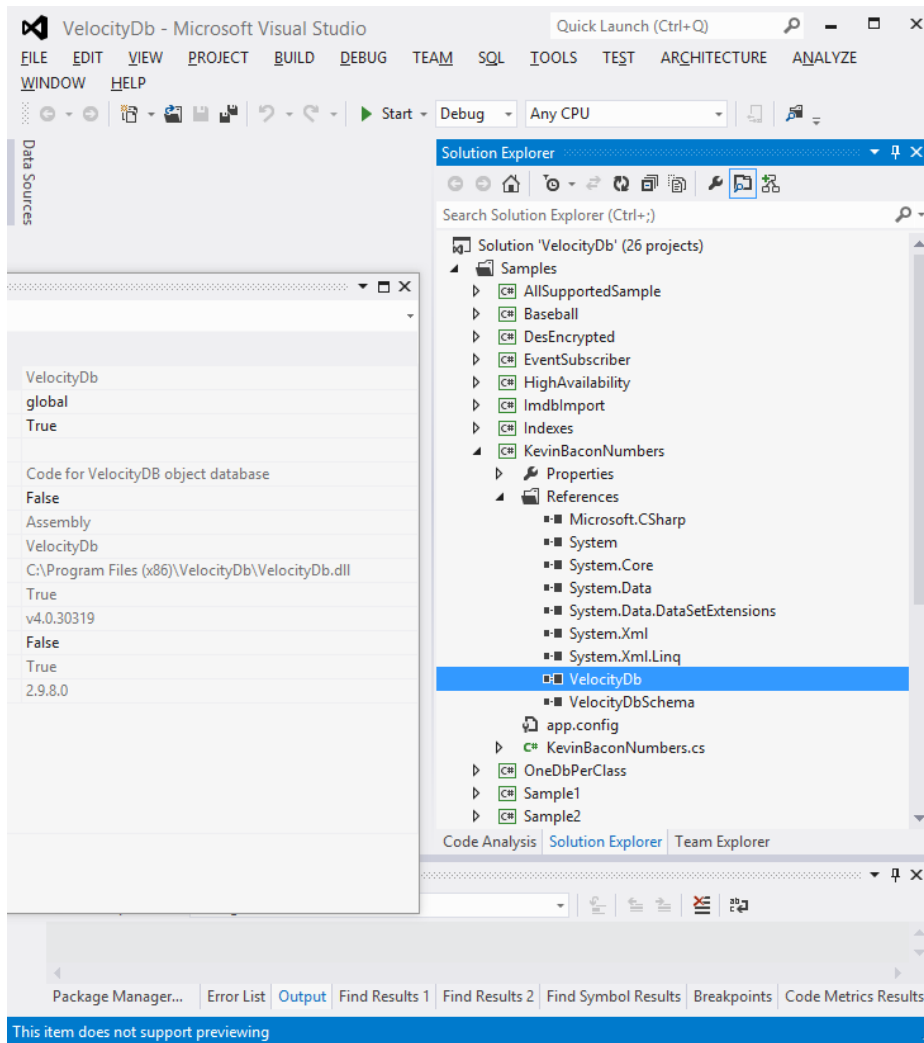 VelocityDb - Microsoft Visual Studio
Quick Launch (Ctrl+Q)
FILE EDIT VIEW PROJECT BUILD DEBUG TEAM SQL TOOLS TEST ARCHITECTURE ANALYZE
WINDOW HELP
Start Debug Any CPU
Data Sources
VelocityDb
global
True
Code for VelocityDB object database
False
Assembly
VelocityDb
C:\Program Files (x86)\VelocityDb\VelocityDb.dll
True
v4.0.30319
False
True
2.9.8.0
Solution Explorer
Search Solution Explorer (Ctrl+;)
Solution 'VelocityDb' (26 projects)
Samples
C# AllSupportedSample
C# Baseball
C# DesEncrypted
C# EventSubscriber
C# HighAvailability
C# ImdbImport
C# Indexes
C# KevinBaconNumbers
Properties
References
Microsoft.CSharp
System
System.Core
System.Data
System.Data.DataSetExtensions
System.Xml
System.Xml.Linq
VelocityDb
VelocityDbSchema
app.config
C# KevinBaconNumbers.cs
C# OneDbPerClass
C# Sample1
C# Sample2
Code Analysis Solution Explorer Team Explorer
Package Manager... Error List Output Find Results 1 Find Results 2 Find Symbol Results Breakpoints Code Metrics Results
This item does not support previewing